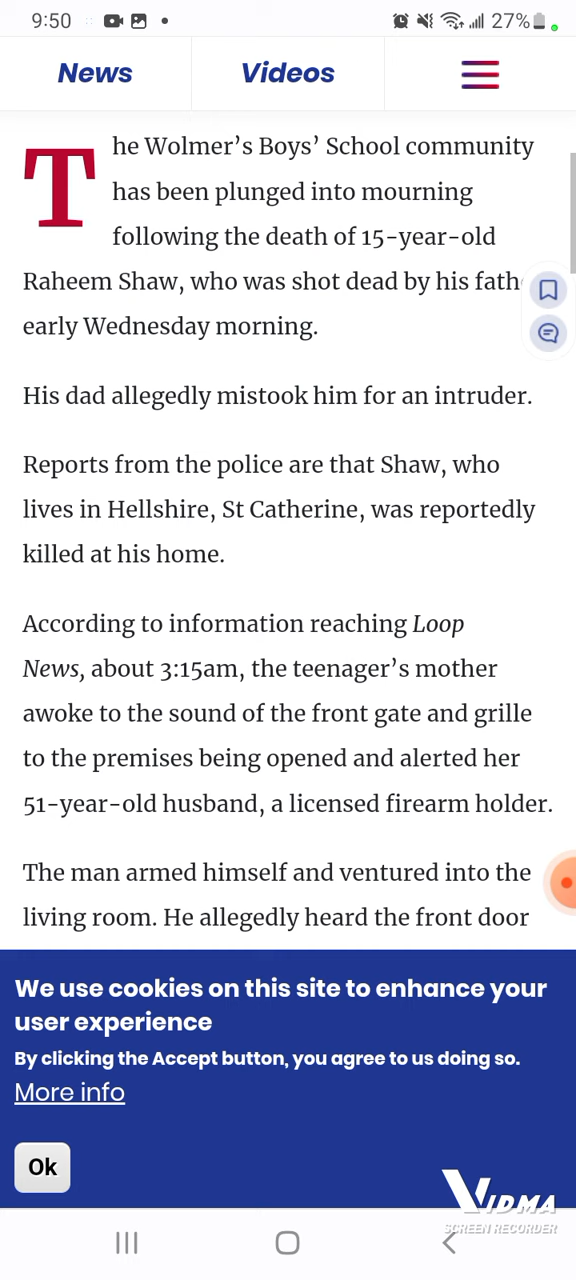 9:50
27%
News
Videos
The Wolmer’s Boys’ School community
has been plunged into mourning
following the death of 15-year-old
Raheem Shaw, who was shot dead by his
early Wednesday morning.
His dad allegedly mistook him for an intruder.
Reports from the police are that Shaw, who
lives in Hellshire, St Catherine, was reportedly
killed at his home.
According to information reaching Loop
News, about 3:15am, the teenager’s mother
awoke to the sound of the front gate and grille
to the premises being opened and alerted her
51-year-old husband, a licensed firearm holder.
The man armed himself and ventured into the
living room. He allegedly heard the front door
We use cookies on this site to enhance your
user experience
By clicking the Accept button, you agree to us doing so.
More info
Ok
VIDMA
SCREEN RECORDER